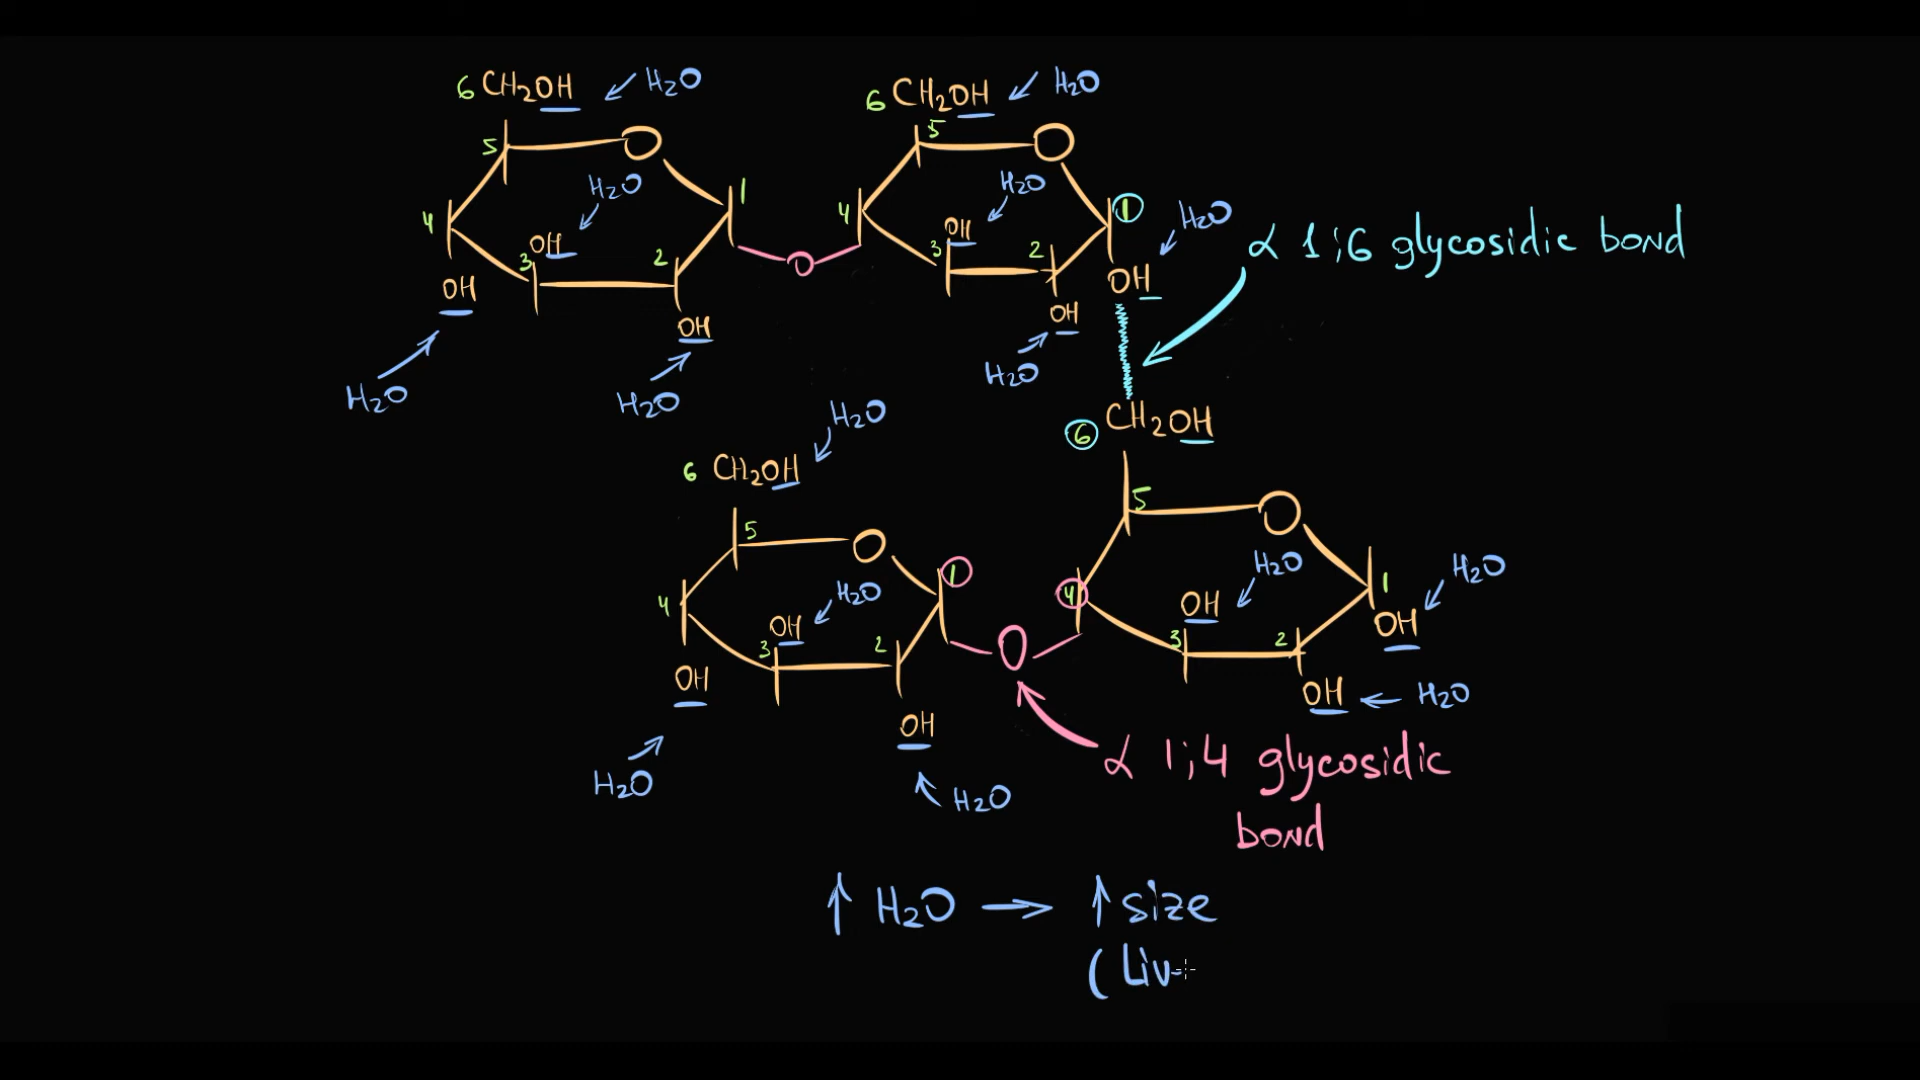 6 CH2OH H2O
6 CH2OH H2O
5 O
5 O
H2O
H2O
4 1
4 1 H2O
3 OH 2
3 OH 2
α 1;6 glycosidic bond
O
OH
OH
OH
OH
H2O
H2O
H2O
H2O
6 CH2OH
6 CH2OH
5 O
5 O
H2O
H2O
4 1
4 1 H2O
3 OH 2
3 OH 2 OH
O
OH
OH H2O
OH
H2O
H2O
α 1;4 glycosidic
bond
↑ H2O → ↑ size
(Liv